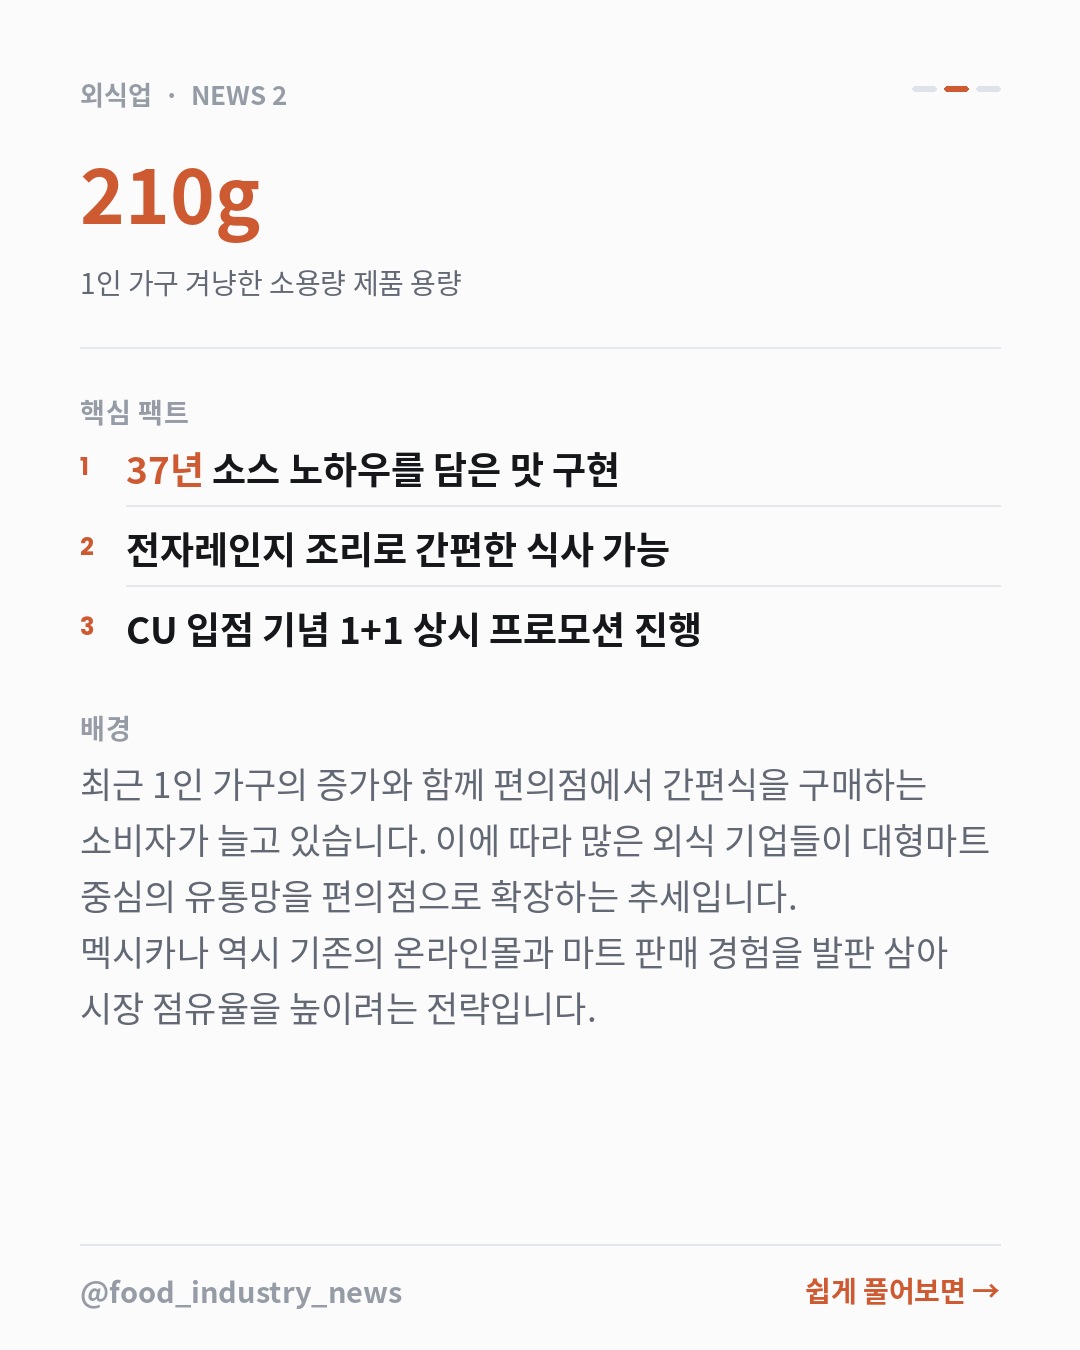 외식업 · NEWS 2
210g
1인 가구 겨냥한 소용량 제품 용량
핵심 팩트
1 37년 소스 노하우를 담은 맛 구현
2 전자레인지 조리로 간편한 식사 가능
3 CU 입점 기념 1+1 상시 프로모션 진행
배경
최근 1인 가구의 증가와 함께 편의점에서 간편식을 구매하는
소비자가 늘고 있습니다. 이에 따라 많은 외식 기업들이 대형마트
중심의 유통망을 편의점으로 확장하는 추세입니다.
멕시카나 역시 기존의 온라인몰과 마트 판매 경험을 발판 삼아
시장 점유율을 높이려는 전략입니다.
@food_industry_news
쉽게 풀어보면 →